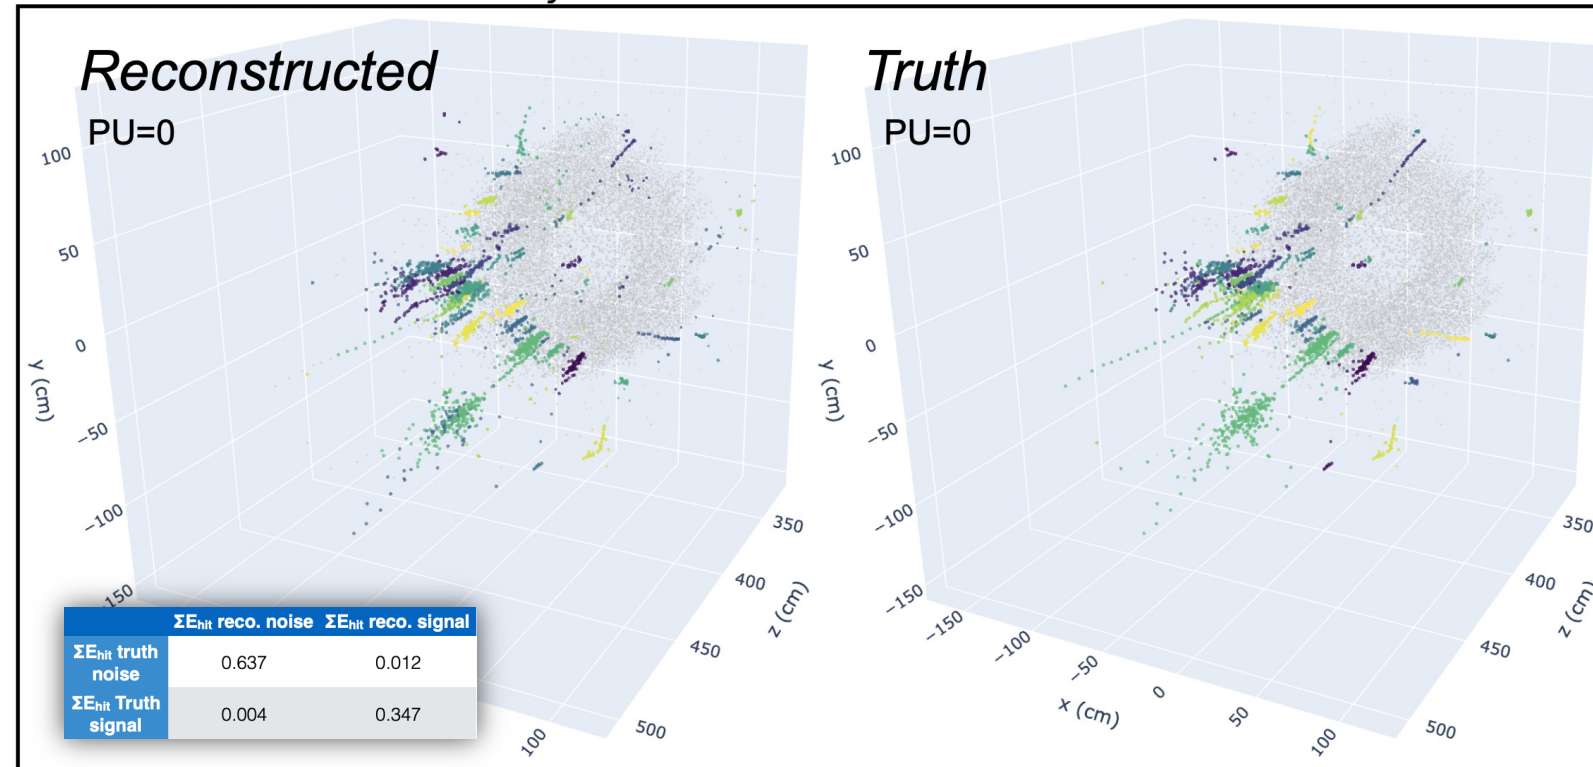 Reconstructed
PU=0
100
50
0
−50
−100
−150
y (cm)
350
400
450
500
z (cm)
100
ΣEhit reco. noise ΣEhit reco. signal
ΣEhit truth
noise
0.637 0.012
ΣEhit Truth
signal
0.004 0.347
Truth
PU=0
100
50
0
−50
−100
−150
y (cm)
−150
−100
−50
0
50
100
x (cm)
350
400
450
500
z (cm)